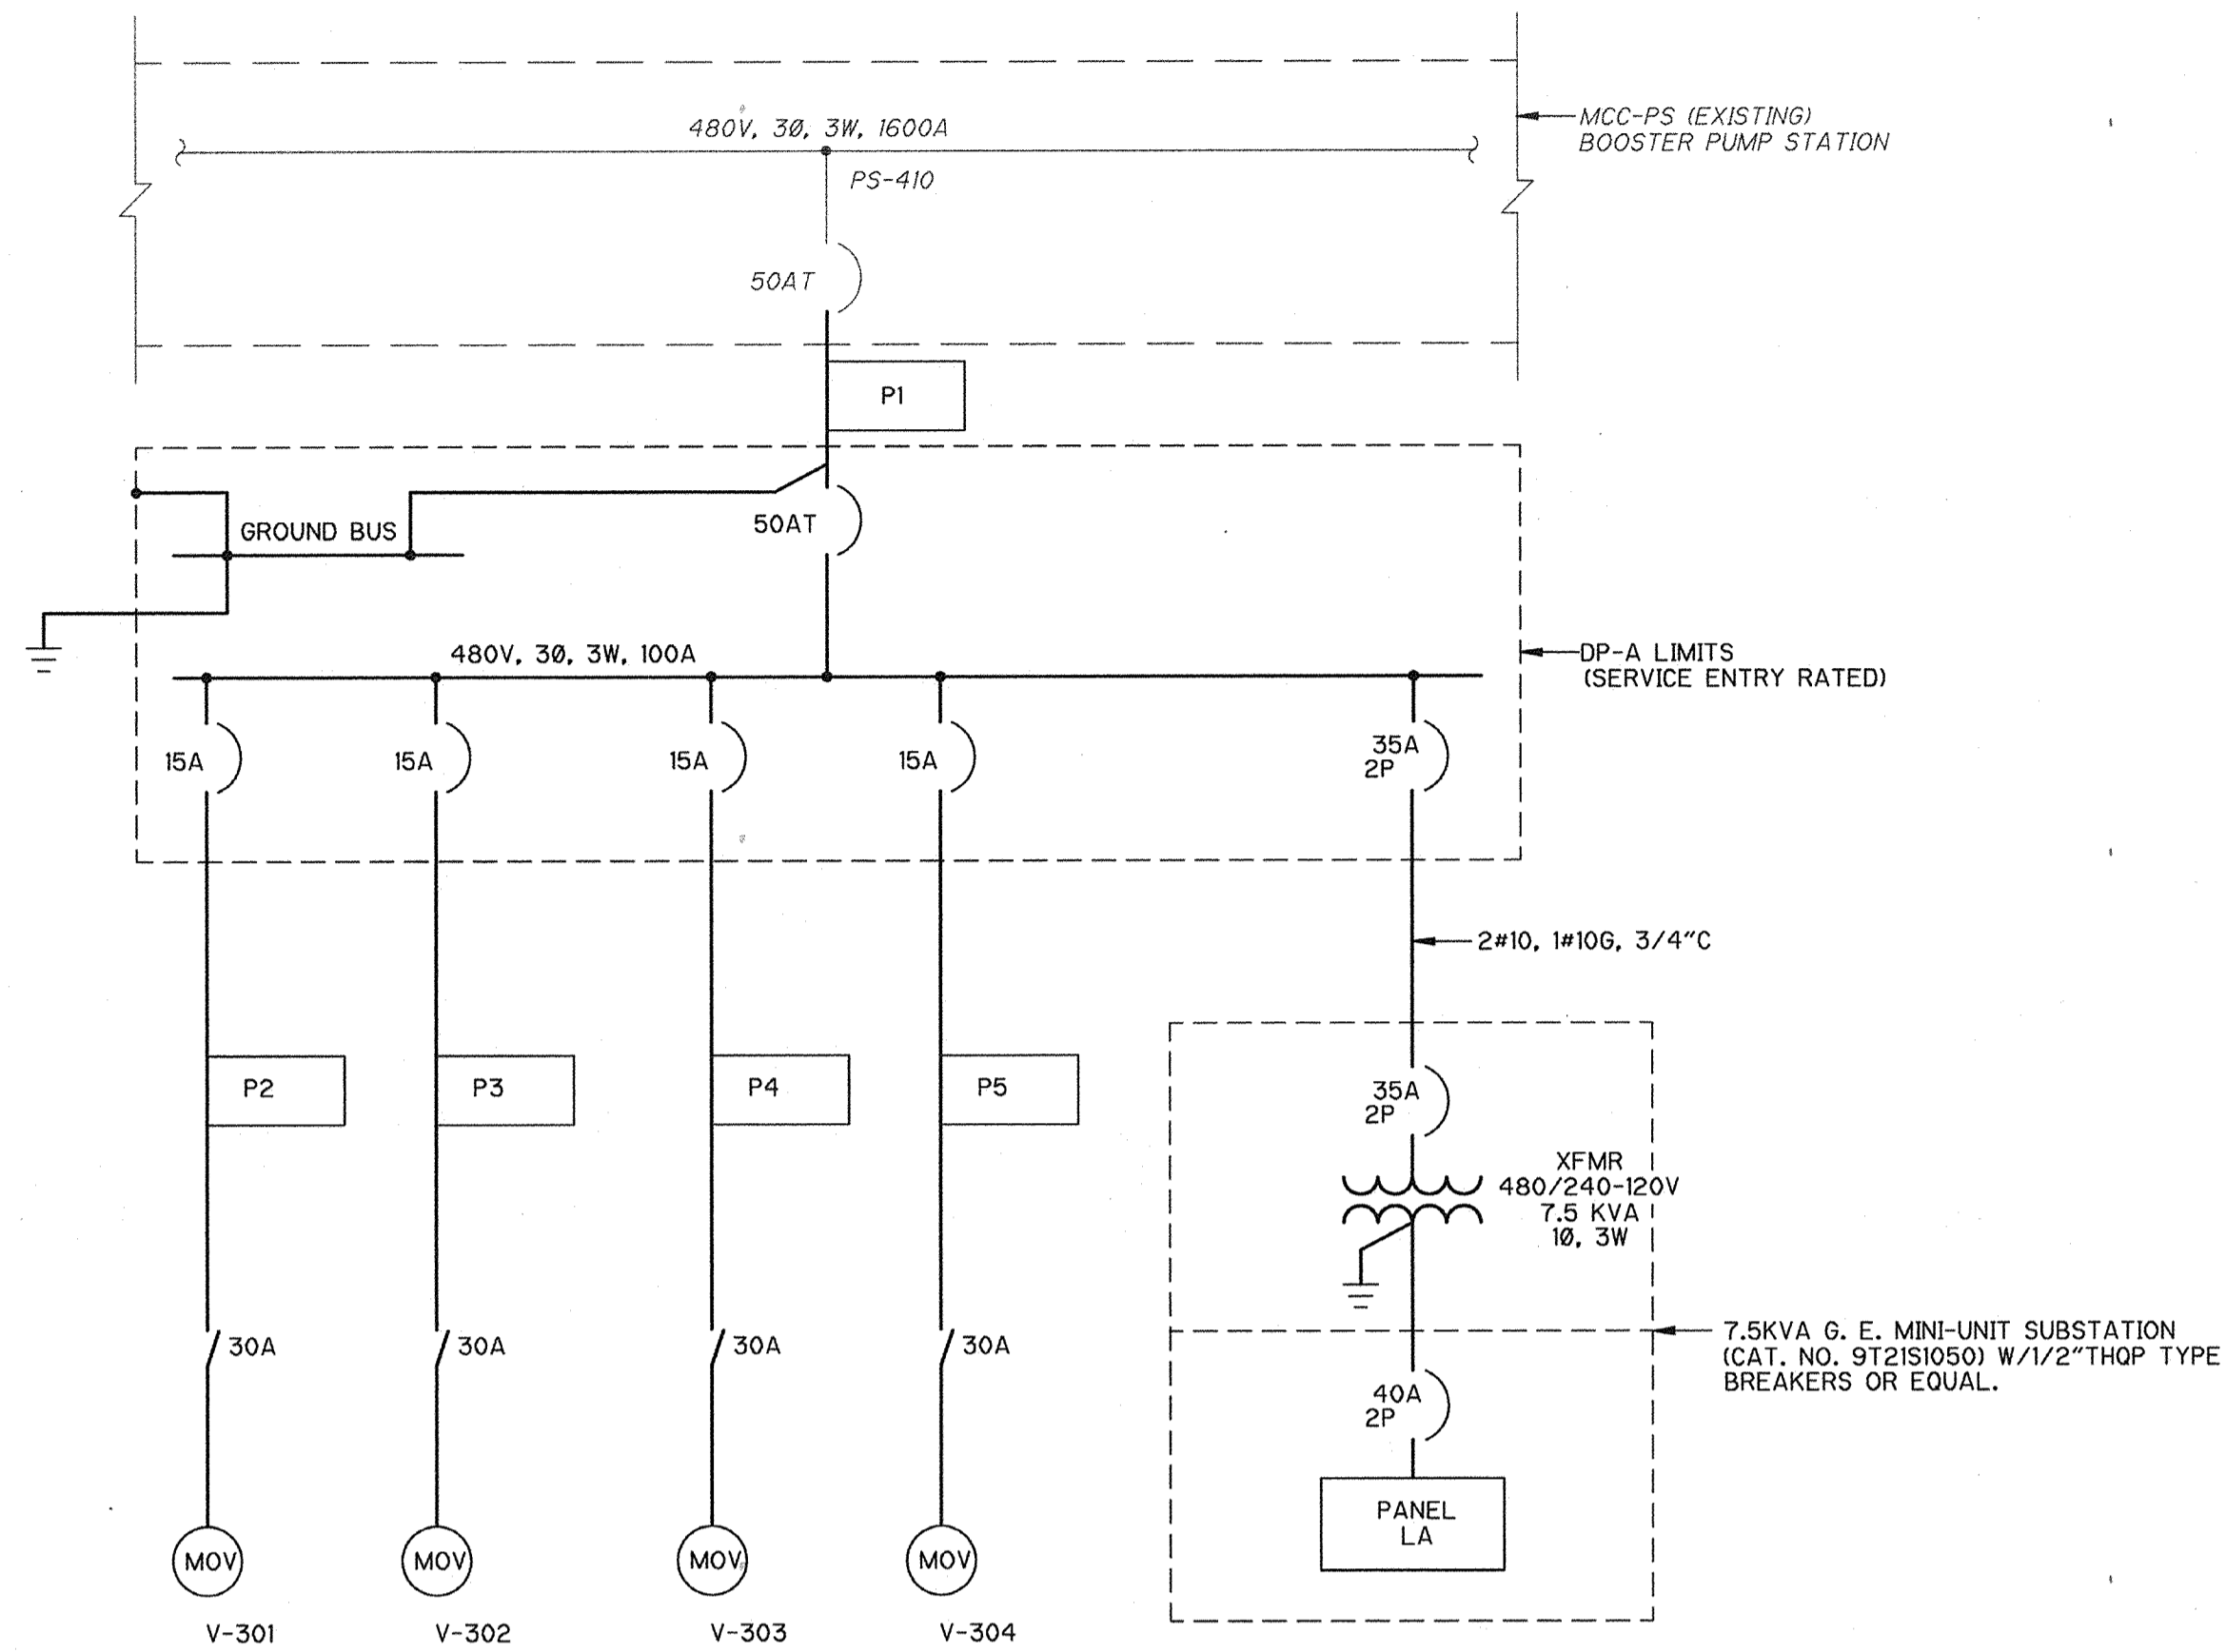 480V, 3Ø, 3W, 1600A
MCC-PS (EXISTING)
BOOSTER PUMP STATION
PS-410
50AT
P1
GROUND BUS
50AT
480V, 3Ø, 3W, 100A
DP-A LIMITS
(SERVICE ENTRY RATED)
15A
15A
15A
15A
35A
2P
2#10, 1#10G, 3/4"C
P2
P3
P4
P5
35A
2P
XFMR
480/240-120V
7.5 KVA
1Ø, 3W
30A
30A
30A
30A
7.5KVA G. E. MINI-UNIT SUBSTATION
(CAT. NO. 9T21S1050) W/1/2"THQP TYPE
BREAKERS OR EQUAL.
40A
2P
PANEL
LA
MOV
MOV
MOV
MOV
V-301
V-302
V-303
V-304